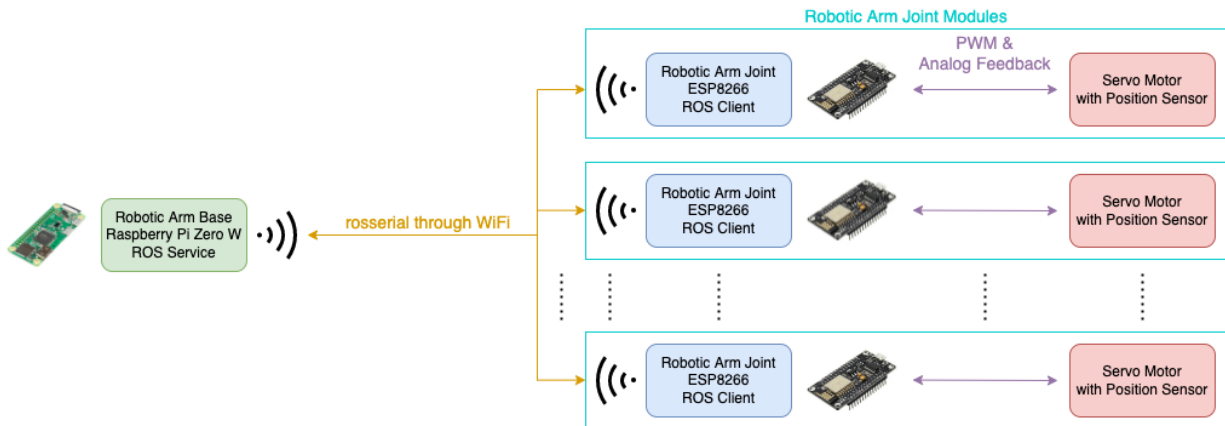 Robotic Arm Joint Modules
Robotic Arm Joint
ESP8266
ROS Client
PWM &
Analog Feedback
Servo Motor
with Position Sensor
Robotic Arm Base
Raspberry Pi Zero W
ROS Service
rosserial through WiFi
Robotic Arm Joint
ESP8266
ROS Client
Servo Motor
with Position Sensor
Robotic Arm Joint
ESP8266
ROS Client
Servo Motor
with Position Sensor